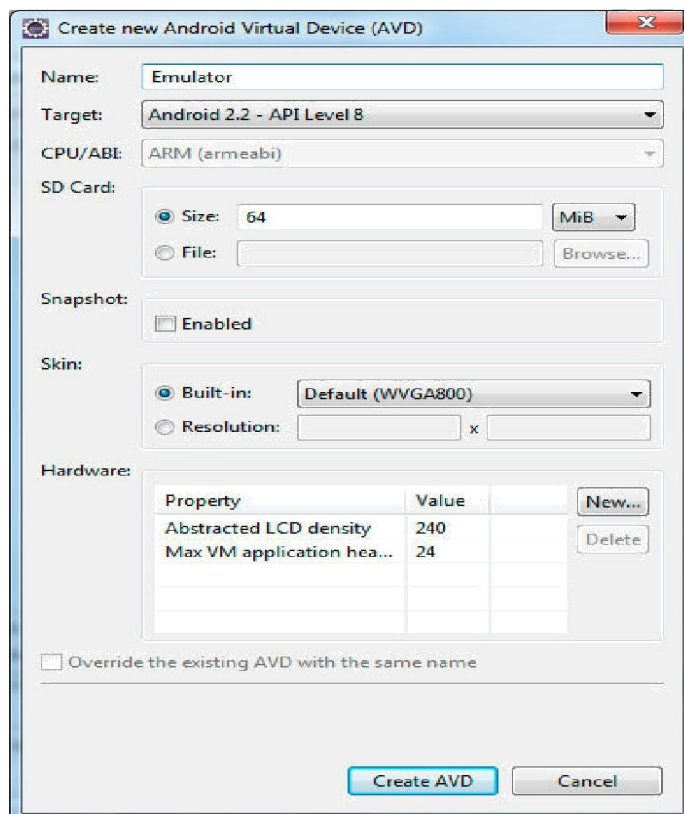 Create new Android Virtual Device (AVD)
Name: Emulator
Target: Android 2.2 - API Level 8
CPU/ABI: ARM (armeabi)
SD Card:
Size: 64 MiB
File: Browse...
Snapshot:
Enabled
Skin:
Built-in: Default (WVGA800)
Resolution: x
Hardware:
Property Value New...
Abstracted LCD density 240 Delete
Max VM application hea... 24
Override the existing AVD with the same name
Create AVD Cancel